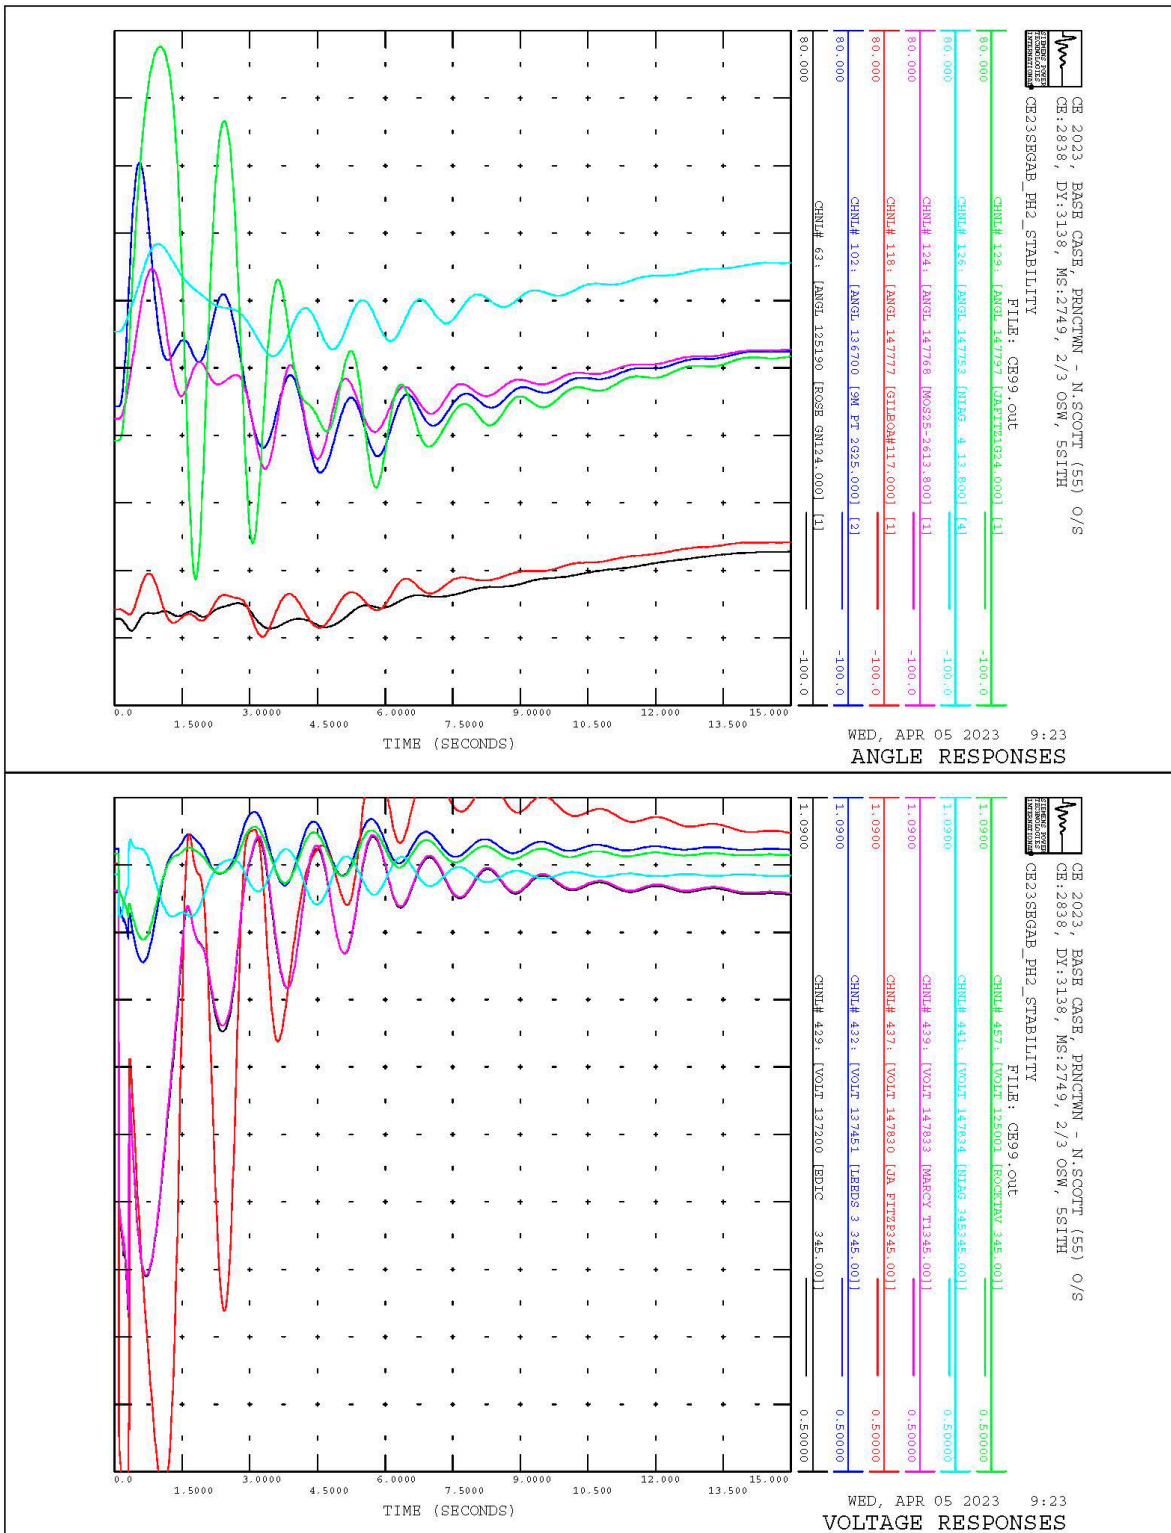 SIEMENS POWER
TECHNOLOGIES
INTERNATIONAL
CE 2023, BASE CASE, PRNCTWN - N.SCOTT (55) O/S
CE:2838, DY:3138, MS:2749, 2/3 OSW, 5SITH
CE23SEGAB_PH2_STABILITY
FILE: CE99.out
CHNL# 129: [ANGL 147797 [JAFITZ1G24.000] [1]
80.000 -100.0
CHNL# 126: [ANGL 147753 [NIAG. 4 13.800] [4]
80.000 -100.0
CHNL# 124: [ANGL 147768 [MOS25-2613.800] [1]
80.000 -100.0
CHNL# 118: [ANGL 147777 [GILBOA#117.000] [1]
80.000 -100.0
CHNL# 102: [ANGL 136700 [9M PT 2G25.000] [2]
80.000 -100.0
CHNL# 63: [ANGL 125190 [ROSE GN124.000] [1]
80.000 -100.0
0.0 1.5000 3.0000 4.5000 6.0000 7.5000 9.0000 10.500 12.000 13.500 15.000
TIME (SECONDS)
WED, APR 05 2023 9:23
ANGLE RESPONSES
SIEMENS POWER
TECHNOLOGIES
INTERNATIONAL
CE 2023, BASE CASE, PRNCTWN - N.SCOTT (55) O/S
CE:2838, DY:3138, MS:2749, 2/3 OSW, 5SITH
CE23SEGAB_PH2_STABILITY
FILE: CE99.out
CHNL# 457: [VOLT 125001 [ROCKTAV 345.00]]
1.0900 0.50000
CHNL# 441: [VOLT 147834 [NIAG 345345.00]]
1.0900 0.50000
CHNL# 439: [VOLT 147833 [MARCY T1345.00]]
1.0900 0.50000
CHNL# 437: [VOLT 147830 [JA FITZP345.00]]
1.0900 0.50000
CHNL# 432: [VOLT 137451 [LEEDS 3 345.00]]
1.0900 0.50000
CHNL# 429: [VOLT 137200 [EDIC 345.00]]
1.0900 0.50000
0.0 1.5000 3.0000 4.5000 6.0000 7.5000 9.0000 10.500 12.000 13.500 15.000
TIME (SECONDS)
WED, APR 05 2023 9:23
VOLTAGE RESPONSES